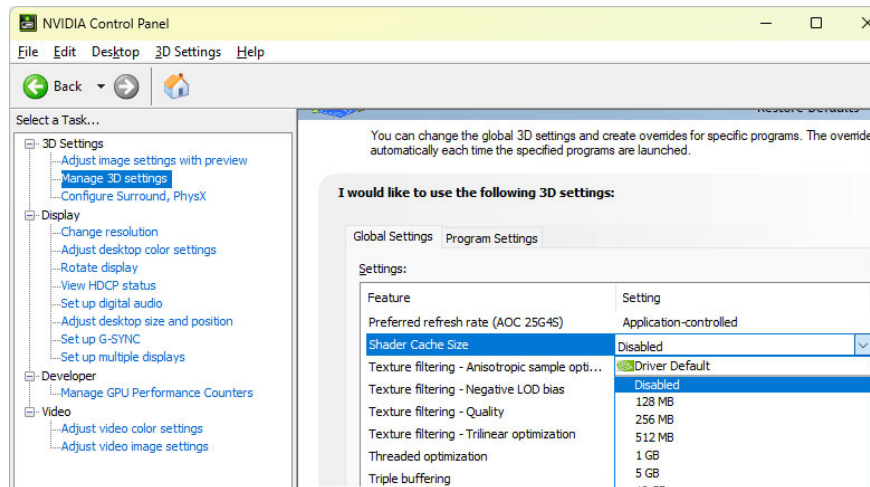 NVIDIA Control Panel
File Edit Desktop 3D Settings Help
Back
Select a Task...
3D Settings
Adjust image settings with preview
Manage 3D settings
Configure Surround, PhysX
Display
Change resolution
Adjust desktop color settings
Rotate display
View HDCP status
Set up digital audio
Adjust desktop size and position
Set up G-SYNC
Set up multiple displays
Developer
Manage GPU Performance Counters
Video
Adjust video color settings
Adjust video image settings
Restore Defaults
You can change the global 3D settings and create overrides for specific programs. The override
automatically each time the specified programs are launched.
I would like to use the following 3D settings:
Global Settings Program Settings
Settings:
Feature Setting
Preferred refresh rate (AOC 25G4S) Application-controlled
Shader Cache Size Disabled
Texture filtering - Anisotropic sample opti... Driver Default
Texture filtering - Negative LOD bias Disabled
128 MB
Texture filtering - Quality 256 MB
Texture filtering - Trilinear optimization 512 MB
Threaded optimization 1 GB
Triple buffering 5 GB